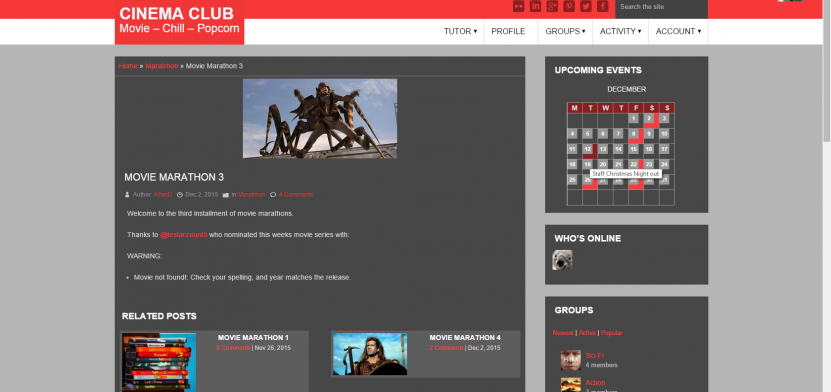 CINEMA CLUB
Movie – Chill – Popcorn
Search the site
TUTOR PROFILE GROUPS ACTIVITY ACCOUNT
Home » Marathon » Movie Marathon 3
MOVIE MARATHON 3
Author: Dec 2, 2015 In Marathon 4 Comments
Welcome to the third installment of movie marathons.
Thanks to @testaccount3 who nominated this weeks movie series with:
WARNING:
Movie not found!: Check your spelling, and year matches the release.
RELATED POSTS
MOVIE MARATHON 1
Comments | Nov 26, 2015
MOVIE MARATHON 4
Comments | Dec 2, 2015
UPCOMING EVENTS
DECEMBER
M T W T F S S
1 2 3
4 5 6 7 8 9 10
11 12 13 14 15 16 17
18 19 20 21 22 23 24
Staff Christmas Night out
25 26 27 28 29 30 31
WHO'S ONLINE
GROUPS
Newest | Active | Popular
Sci-Fi
4 members
Action